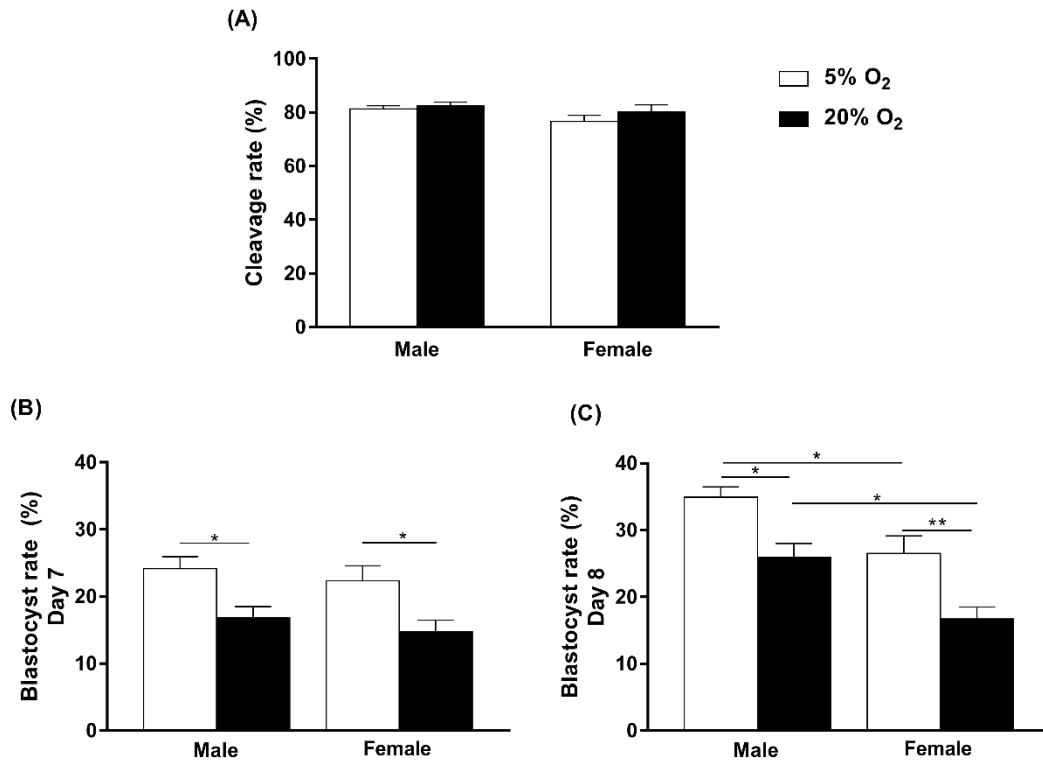 (A)
100
80
60
40
20
0
Cleavage rate (%)
Male
Female
5% O₂
20% O₂
(B)
40
30
20
10
0
Blastocyst rate (%)
Day 7
*
*
Male
Female
(C)
40
30
20
10
0
Blastocyst rate (%)
Day 8
*
*
*
**
Male
Female